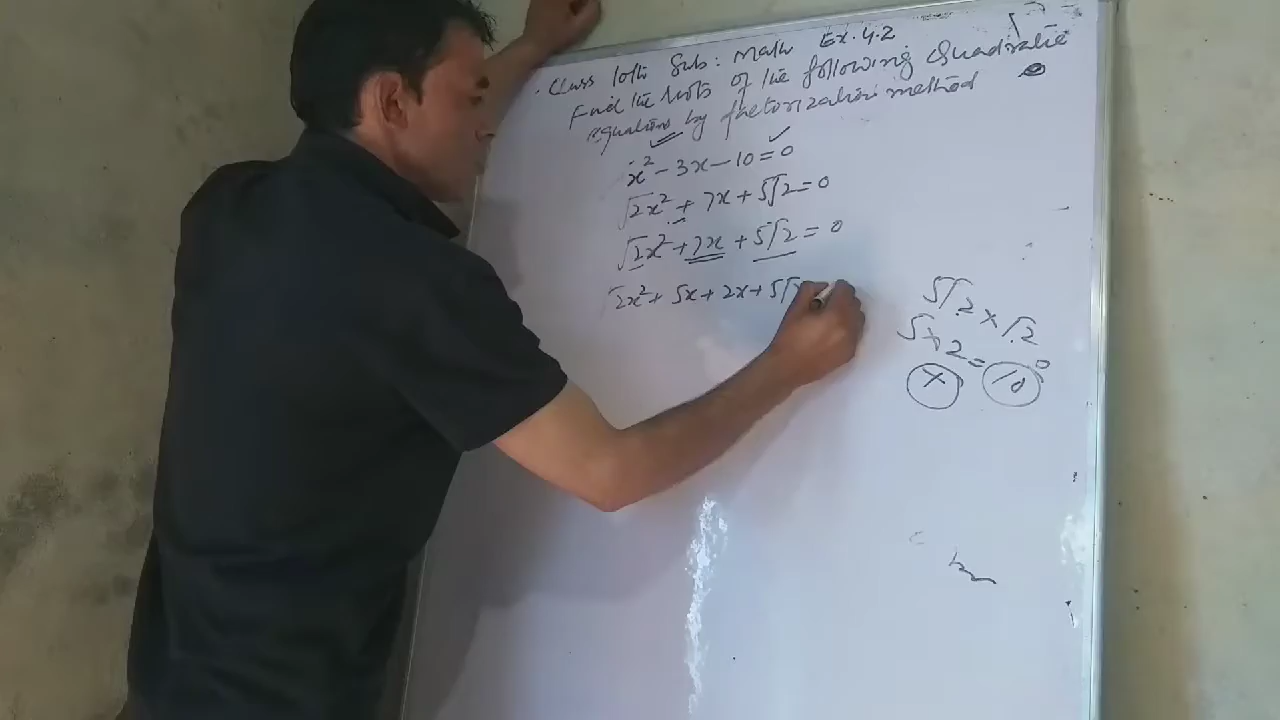 Class 10th Sub: Math Ex. 4.2
Find the roots of the following Quadratic
equations by factorization method
x² - 3x - 10 = 0
√2x² + 7x + 5√2 = 0
√2x² + 7x + 5√2 = 0
√2x² + 5x + 2x + 5√2
5√2 × √2
5 × 2 = 10